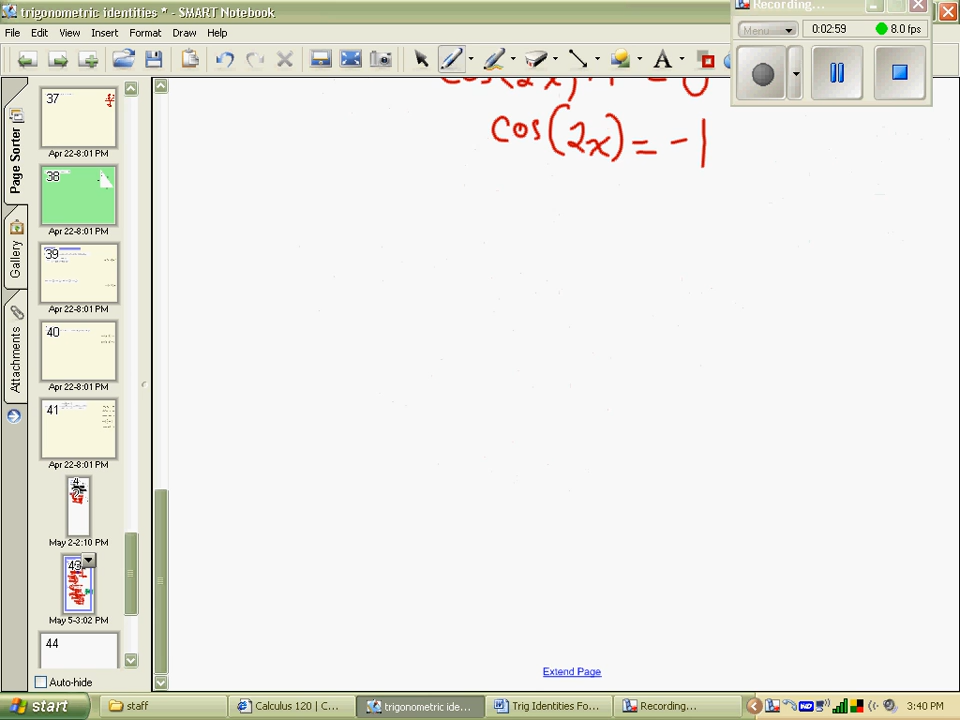 trigonometric identities * - SMART Notebook
Recording...
File Edit View Insert Format Draw Help
Menu 0:02:59 8.0 fps
A
Page Sorter
Gallery
Attachments
37
Apr 22-8:01 PM
38
Apr 22-8:01 PM
39
Apr 22-8:01 PM
40
Apr 22-8:01 PM
41
Apr 22-8:01 PM
May 2-2:10 PM
43
May 5-3:02 PM
44
Auto-hide
cos(2x) + 1 = 0
cos(2x) = -1
Extend Page
start staff Calculus 120 | C... trigonometric ide... Trig Identities Fo... Recording... 3:40 PM